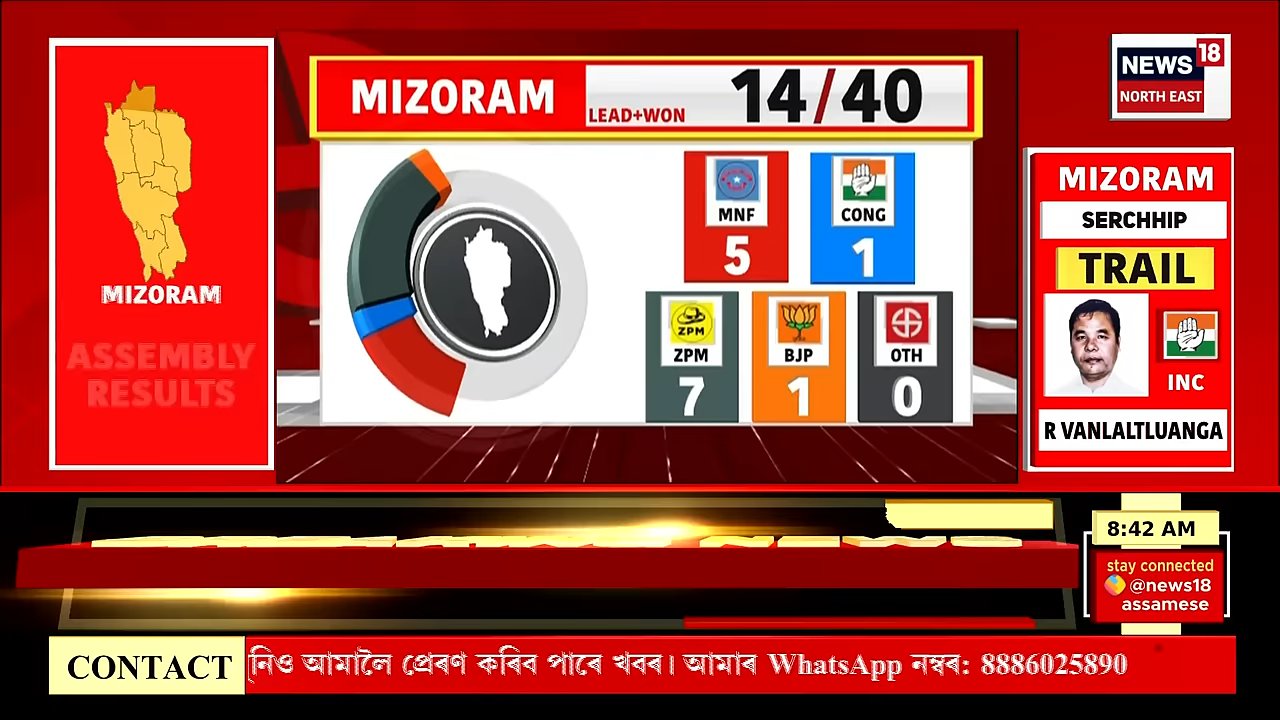 MIZORAM
ASSEMBLY
RESULTS
MIZORAM
LEAD+WON
14/40
MNF
5
CONG
1
ZPM
ZPM
7
BJP
1
OTH
0
NEWS 18
NORTH EAST
MIZORAM
SERCHHIP
TRAIL
INC
R VANLALTLUANGA
8:42 AM
stay connected
@news18
assamese
CONTACT
নিও আমালৈ প্ৰেৰণ কৰিব পাৰে খবৰ। আমাৰ WhatsApp নম্বৰ: 8886025890